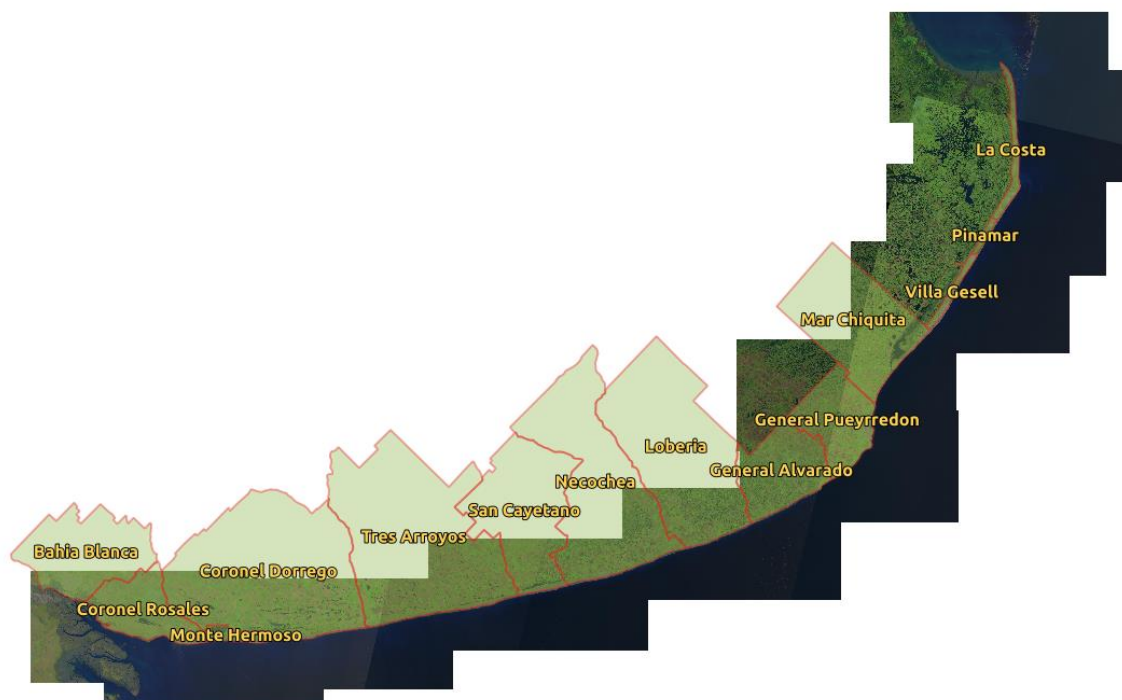 La Costa
Pinamar
Villa Gesell
Mar Chiquita
General Pueyrredon
Loberia
General Alvarado
Necochea
San Cayetano
Tres Arroyos
Bahia Blanca
Coronel Dorrego
Coronel Rosales
Monte Hermoso